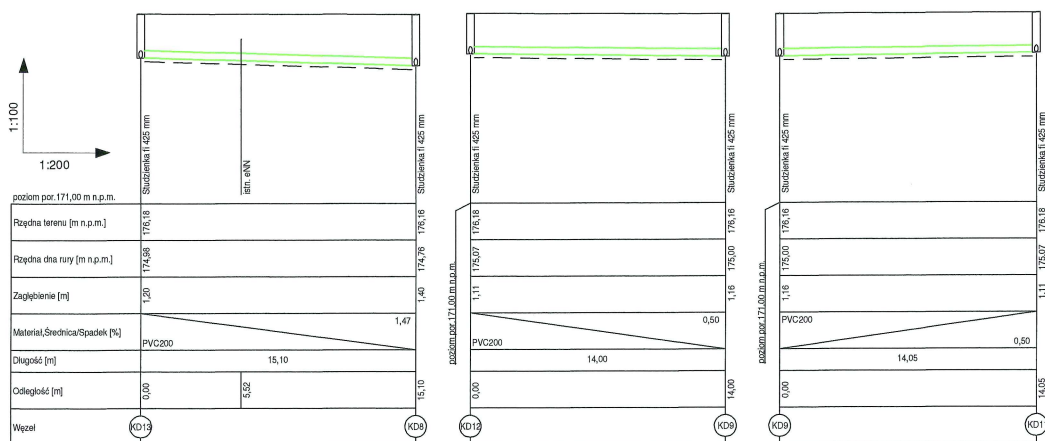 1:100
1:200
Studzienka fi 425 mm
istn. eNN
Studzienka fi 425 mm
Studzienka fi 425 mm
Studzienka fi 425 mm
Studzienka fi 425 mm
Studzienka fi 425 mm
poziom por.171,00 m n.p.m.
poziom por.171,00 m n.p.m.
poziom por.171,00 m n.p.m.
Rzędna terenu [m n.p.m.] 176,18 176,16 176,18 176,16 176,16 176,18
Rzędna dna rury [m n.p.m.] 174,98 174,76 175,07 175,00 175,00 175,07
Zagłębienie [m] 1,20 1,40 1,11 1,16 1,16 1,11
Materiał,Średnica/Spadek [%] PVC200 1,47 PVC200 0,50 PVC200 0,50
Długość [m] 15,10 14,00 14,05
Odległość [m] 0,00 5,52 15,10 0,00 14,00 0,00 14,05
Węzeł KD13 KD8 KD12 KD9 KD9 KD11